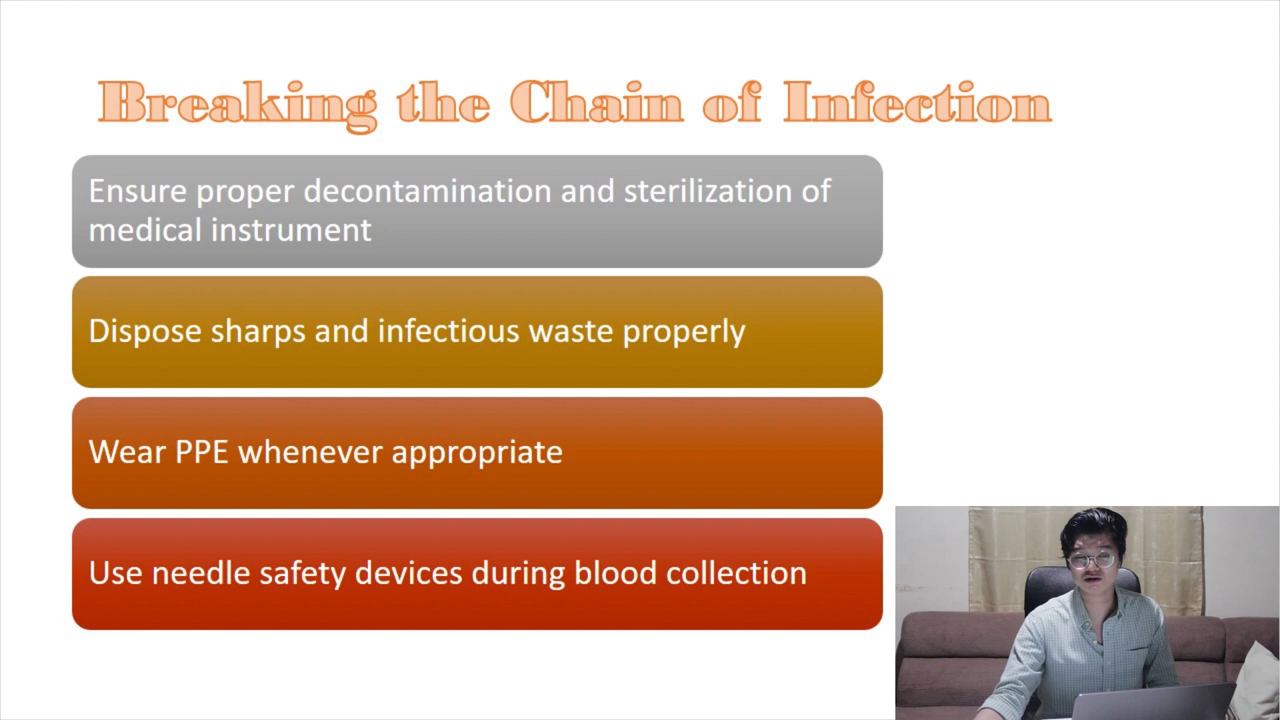 Breaking the Chain of Infection
Ensure proper decontamination and sterilization of
medical instrument
Dispose sharps and infectious waste properly
Wear PPE whenever appropriate
Use needle safety devices during blood collection